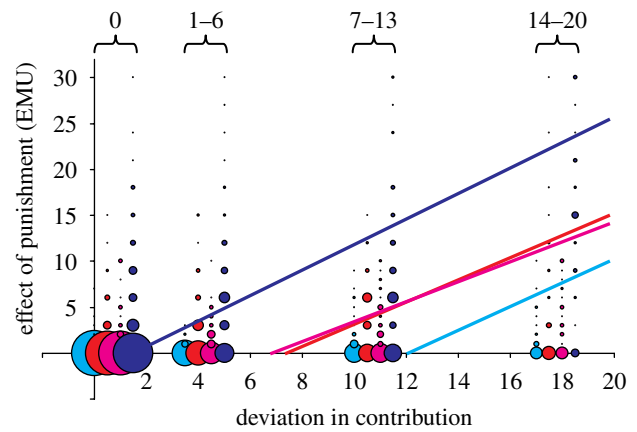 0 1–6 7–13 14–20
30
25
20
15
10
5
2 4 6 8 10 12 14 16 18 20
effect of punishment (EMU)
deviation in contribution